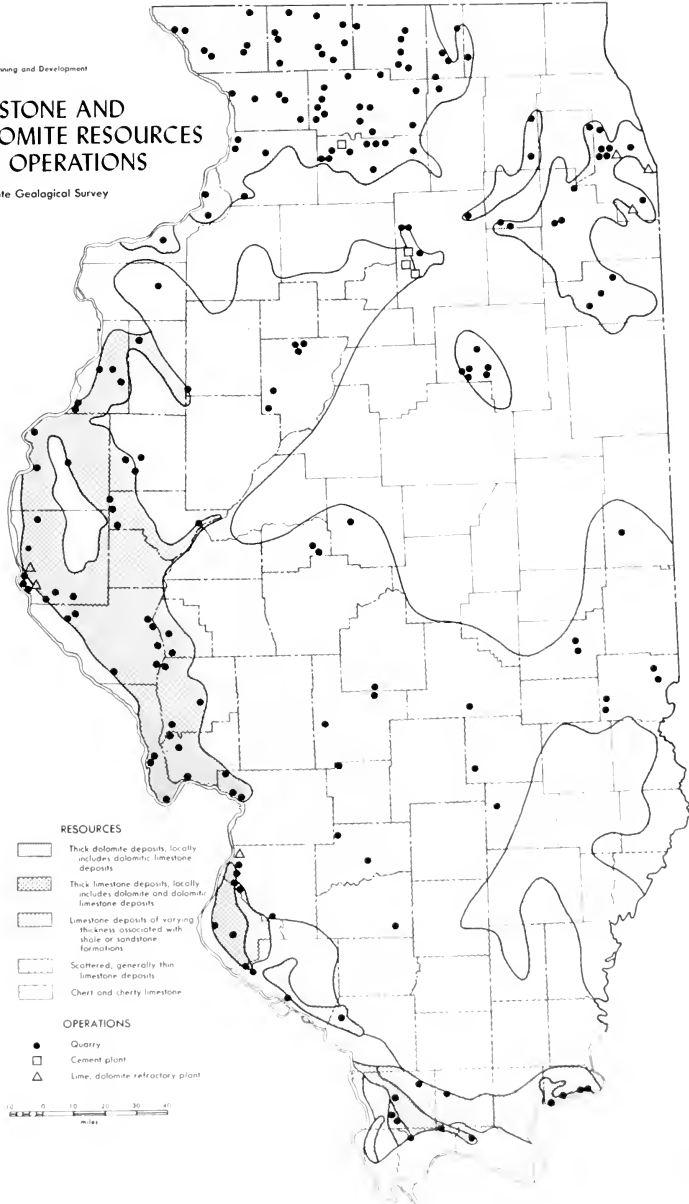 nning and Development
STONE AND
OMITE RESOURCES
OPERATIONS
te Geological Survey
RESOURCES
Thick dolomite deposits, locally
includes dolomitic limestone
deposits
Thick limestone deposits, locally
includes dolomite and dolomitic
limestone deposits
Limestone deposits of varying
thickness associated with
shale or sandstone
formations
Scattered, generally thin
limestone deposits
Chert and cherty limestone
OPERATIONS
Quarry
Cement plant
Lime, dolomite refractory plant
10 0 10 20 30 40
miles